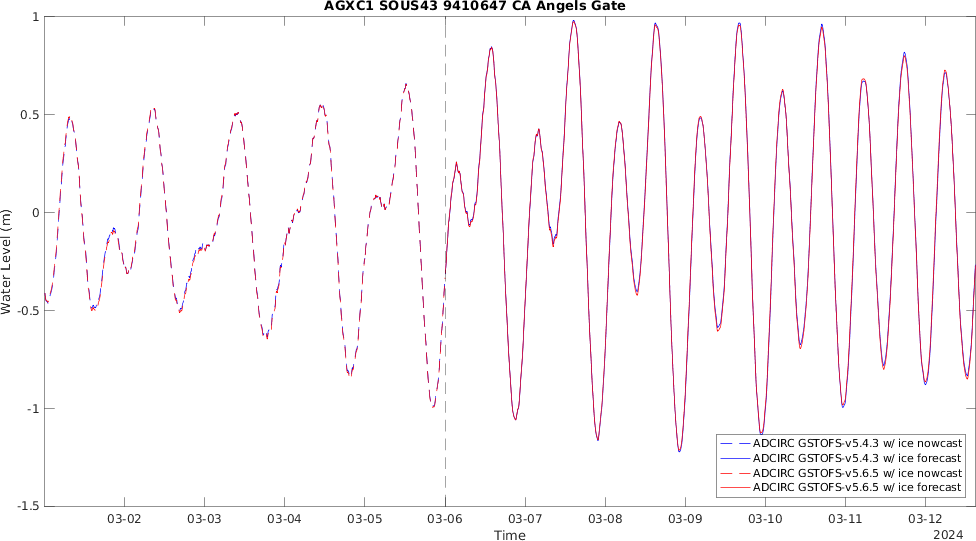 AGXC1 SOUS43 9410647 CA Angels Gate
1
0.5
0
-0.5
-1
-1.5
Water Level (m)
ADCIRC GSTOFS-v5.4.3 w/ ice nowcast
ADCIRC GSTOFS-v5.4.3 w/ ice forecast
ADCIRC GSTOFS-v5.6.5 w/ ice nowcast
ADCIRC GSTOFS-v5.6.5 w/ ice forecast
03-02 03-03 03-04 03-05 03-06 03-07 03-08 03-09 03-10 03-11 03-12
Time
2024